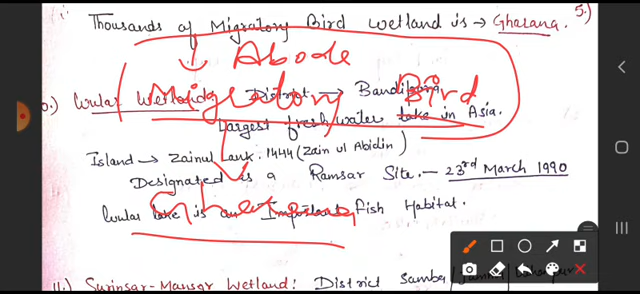 Thousands of Migratory Bird Wetland is → Gharana. 5.)
Abode
Migratory Bird
0.) Wular Wetland District → Bandipora
Largest fresh water lake in Asia.
Island → Zainul Lank. 1444 (Zain ul Abidin)
Designated is a Ramsar Site. — 23rd March 1990
Gharana
Wular lake is an Important fish Habitat.
11.) Surinsar-Mansar Wetland: District Samba/